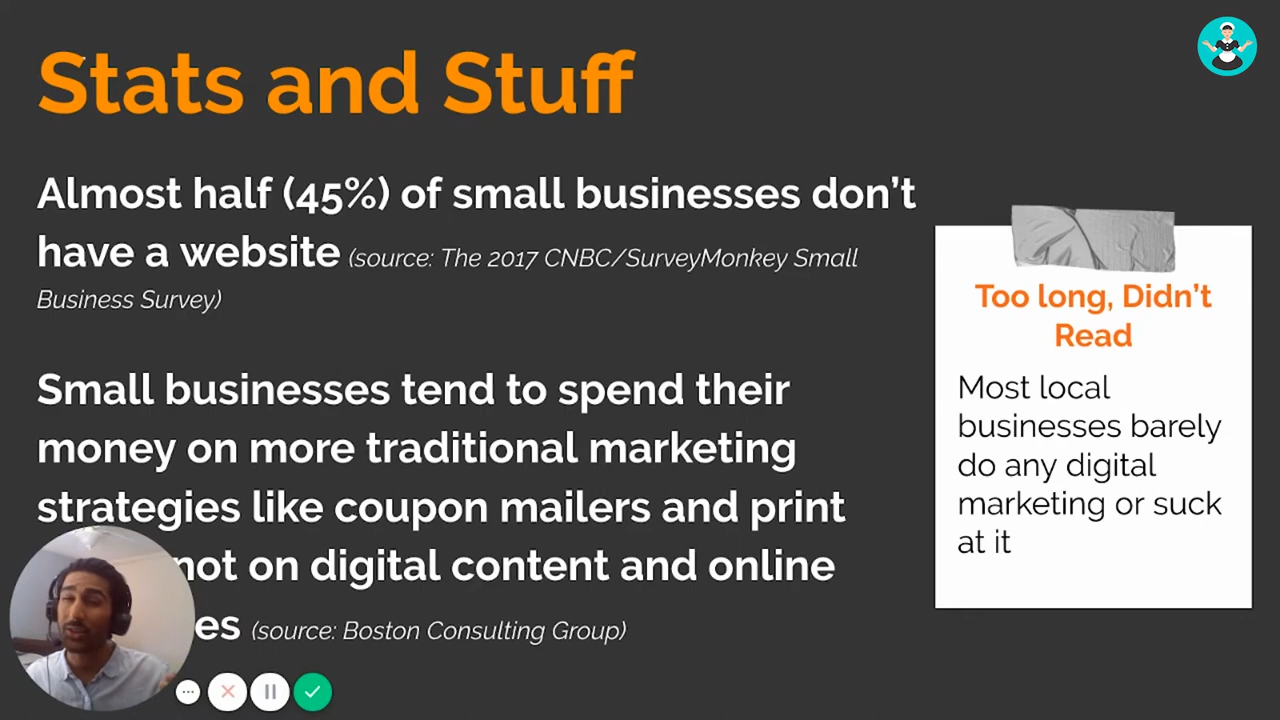 Stats and Stuff
Almost half (45%) of small businesses don’t
have a website (source: The 2017 CNBC/SurveyMonkey Small
Business Survey)
Small businesses tend to spend their
money on more traditional marketing
strategies like coupon mailers and print
not on digital content and online
(source: Boston Consulting Group)
Too long, Didn’t
Read
Most local
businesses barely
do any digital
marketing or suck
at it